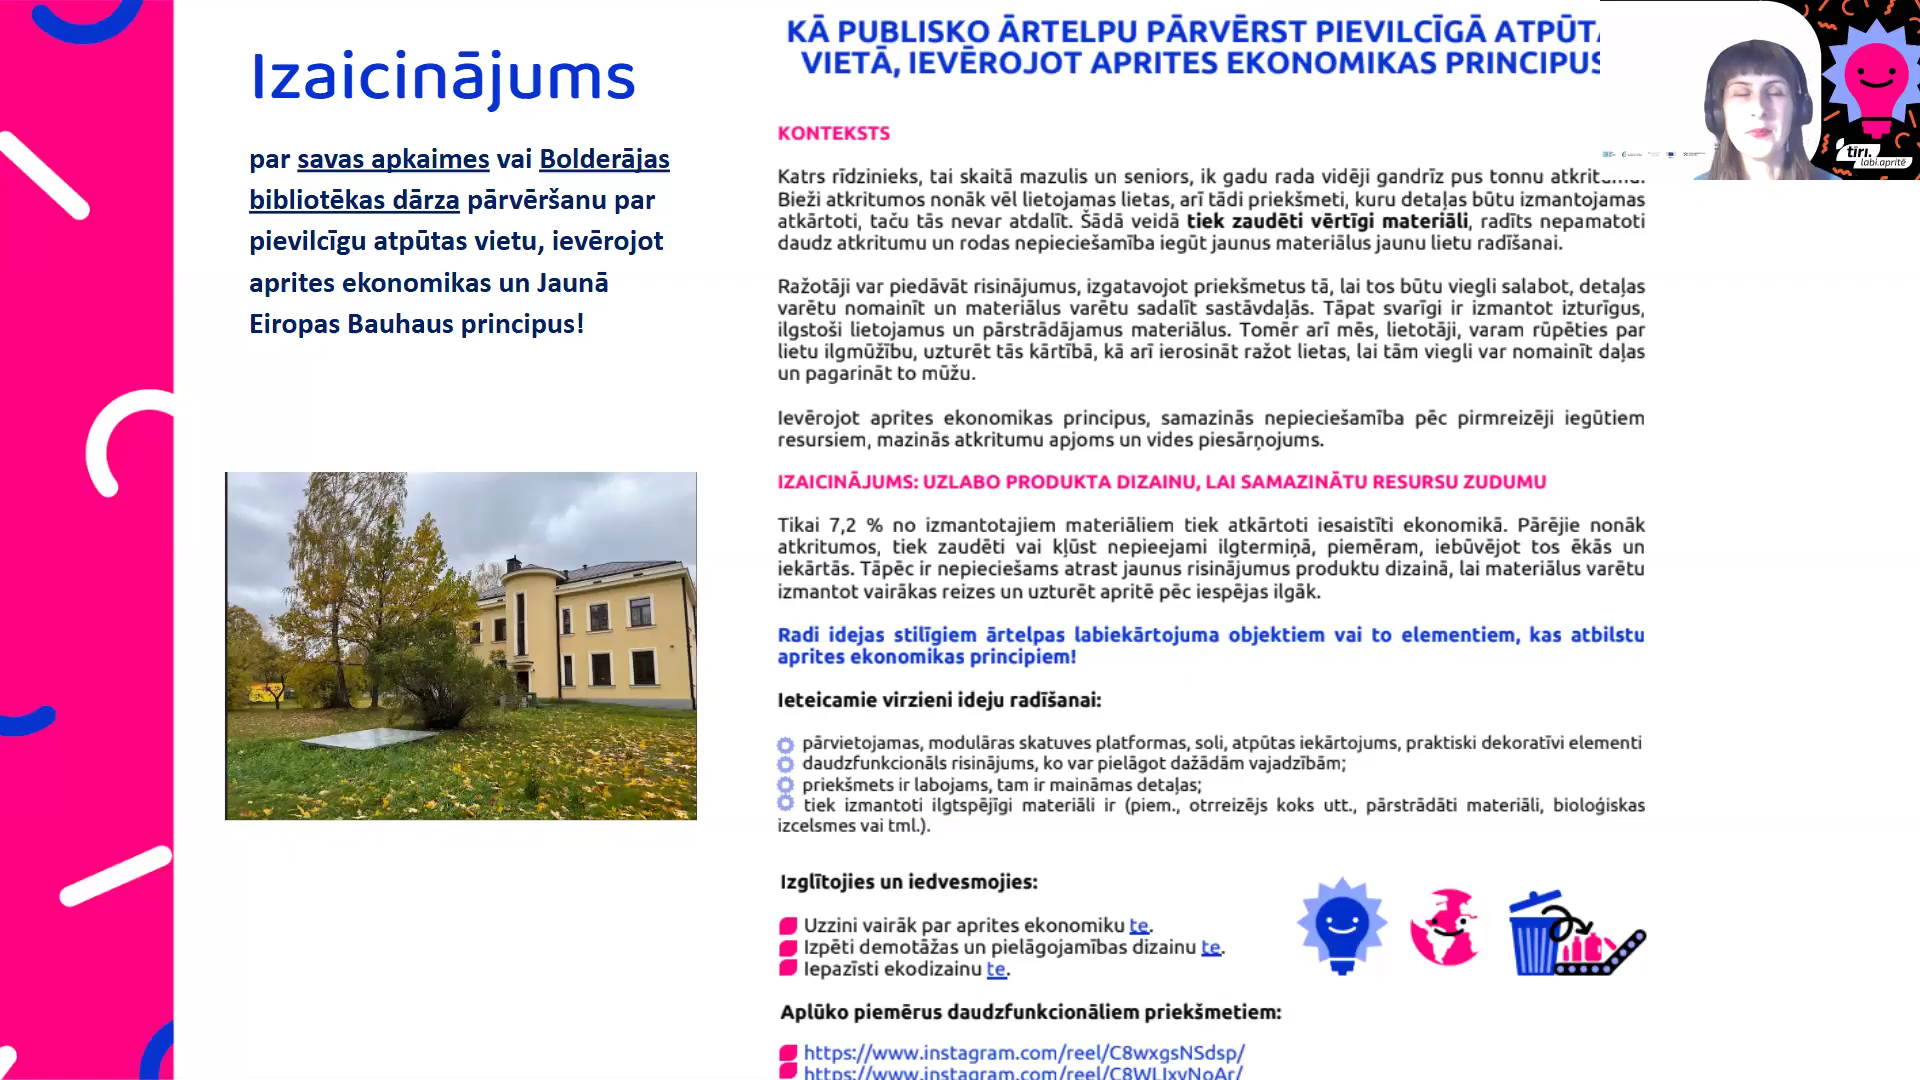 Izaicinājums
par savas apkaimes vai Bolderājas
bibliotēkas dārza pārvēršanu par
pievilcīgu atpūtas vietu, ievērojot
aprites ekonomikas un Jaunā
Eiropas Bauhaus principus!
KĀ PUBLISKO ĀRTELPU PĀRVĒRST PIEVILCĪGĀ
VIETĀ, IEVĒROJOT APRITES EKONOMIKAS PRINCIPUS
KONTEKSTS
Katrs rīdzinieks, tai skaitā mazulis un seniors, ik gadu rada vidēji gandrīz pus tonnu atkritumu.
Bieži atkritumos nonāk vēl lietojamas lietas, arī tādi priekšmeti, kuru detaļas būtu izmantojamas
atkārtoti, taču tās nevar atdalīt. Šādā veidā tiek zaudēti vērtīgi materiāli, radīts nepamatoti
daudz atkritumu un rodas nepieciešamība iegūt jaunus materiālus jaunu lietu radīšanai.
Ražotāji var piedāvāt risinājumus, izgatavojot priekšmetus tā, lai tos būtu viegli salabot, detaļas
varētu nomainīt un materiālus varētu sadalīt sastāvdaļās. Tāpat svarīgi ir izmantot izturīgus,
ilgstoši lietojamus un pārstrādājamus materiālus. Tomēr arī mēs, lietotāji, varam rūpēties par
lietu ilgmūžību, uzturēt tās kārtībā, kā arī ierosināt ražot lietas, lai tām viegli var nomainīt daļas
un pagarināt to mūžu.
Ievērojot aprites ekonomikas principus, samazinās nepieciešamība pēc pirmreizēji iegūtiem
resursiem, mazinās atkritumu apjoms un vides piesārņojums.
IZAICINĀJUMS: UZLABO PRODUKTA DIZAINU, LAI SAMAZINĀTU RESURSU ZUDUMU
Tikai 7,2 % no izmantotajiem materiāliem tiek atkārtoti iesaistīti ekonomikā. Pārējie nonāk
atkritumos, tiek zaudēti vai kļūst nepieejami ilgtermiņā, piemēram, iebūvējot tos ēkās un
iekārtās. Tāpēc ir nepieciešams atrast jaunus risinājumus produktu dizainā, lai materiālus varētu
izmantot vairākas reizes un uzturēt apritē pēc iespējas ilgāk.
Radi idejas stilīgiem ārtelpas labiekārtojuma objektiem vai to elementiem, kas atbilstu
aprites ekonomikas principiem!
Ieteicamie virzieni ideju radīšanai:
pārvietojamas, modulāras skatuves platformas, soli, atpūtas iekārtojums, praktiski dekoratīvi elementi
daudzfunkcionāls risinājums, ko var pielāgot dažādām vajadzībām;
priekšmets ir labojams, tam ir maināmas detaļas;
tiek izmantoti ilgtspējīgi materiāli ir (piem., otrreizējs koks utt., pārstrādāti materiāli, bioloģiskas
izcelsmes vai tml.).
Izglītojies un iedvesmojies:
Uzzini vairāk par aprites ekonomiku te.
Izpēti demotāžas un pielāgojamības dizainu te.
Iepazīsti ekodizainu te.
Aplūko piemērus daudzfunkcionāliem priekšmetiem:
https://www.instagram.com/reel/C8wxgsNSdsp/
https://www.instagram.com/reel/C8WLIxyNoAr/
tīri.
labi.apritē